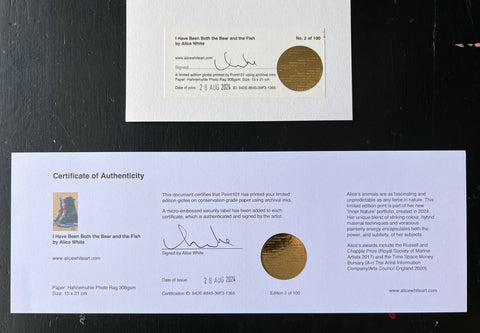 I Have Been Both the Bear and the Fish
No. 2 of 100
by Alice White
www.alicewhiteart.com
Signed
A limited edition giclée printed by Point101 using archival inks
Paper: Hahnemuhle Photo Rag 308gsm. Size: 15 x 21 cm
Date of print: 28 AUG 2024 ID: 942E-8845-39F3-1365
Certificate of Authenticity
I Have Been Both the Bear and the Fish
by Alice White
www.alicewhiteart.com
Paper: Hahnemuhle Photo Rag 308gsm
Size: 15 x 21 cm
This document certifies that Point101 has printed your limited
edition giclée on conservation-grade paper using archival inks.
A micro-embossed security label has been added to each
certificate, which is authenticated and signed by the artist.
Signed by Alice White
Date of Issue: 28 AUG 2024
Certification ID: 942E-8845-39F3-1365
Edition 2 of 100
Alice's animals are as fascinating and
unpredictable as any force in nature. This
limited edition print is part of her new
'Inner Nature' portfolio, created in 2024.
Her unique blend of striking colour, hybrid
material techniques and voracious
painterly energy encapsulates both the
power, and subtlety, of her subjects.
Alice's awards include the Russell and
Chapple Prize (Royal Society of Marine
Artists 2017) and the Time Space Money
Bursary (A-n The Artist Information
Company/Arts Council England 2020).
www.alicewhiteart.com